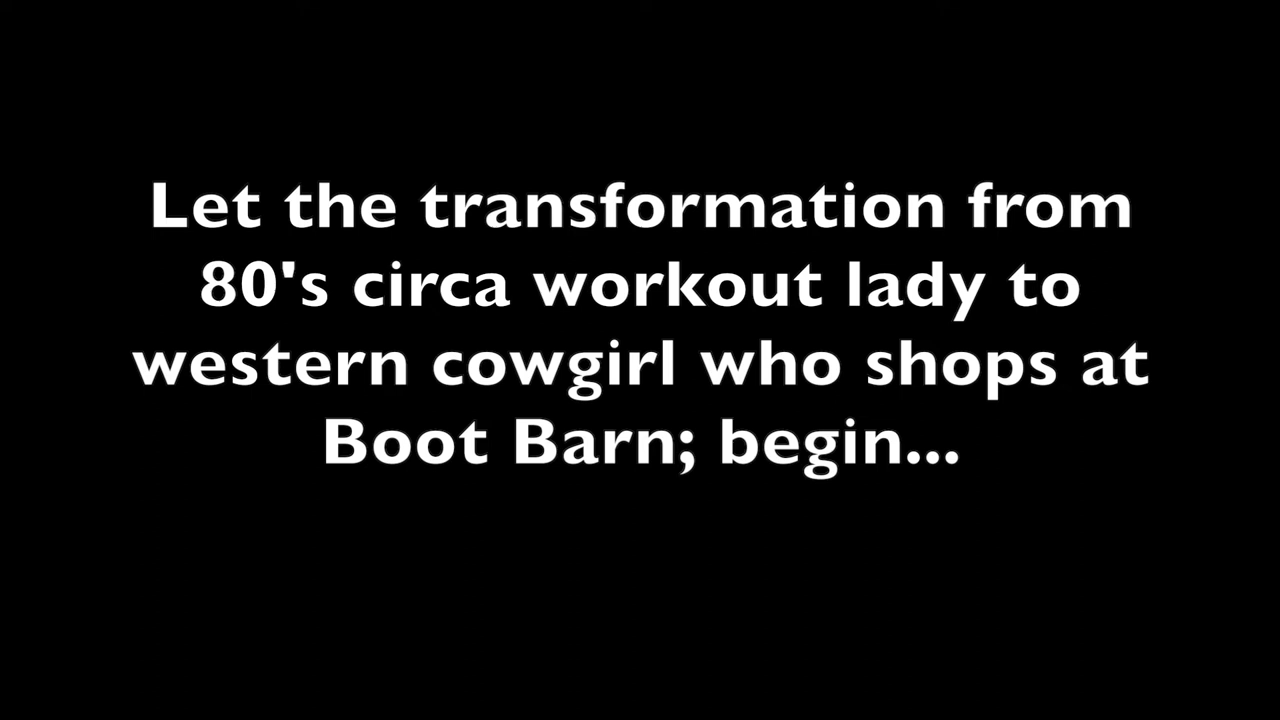 Let the transformation from
80's circa workout lady to
western cowgirl who shops at
Boot Barn; begin...